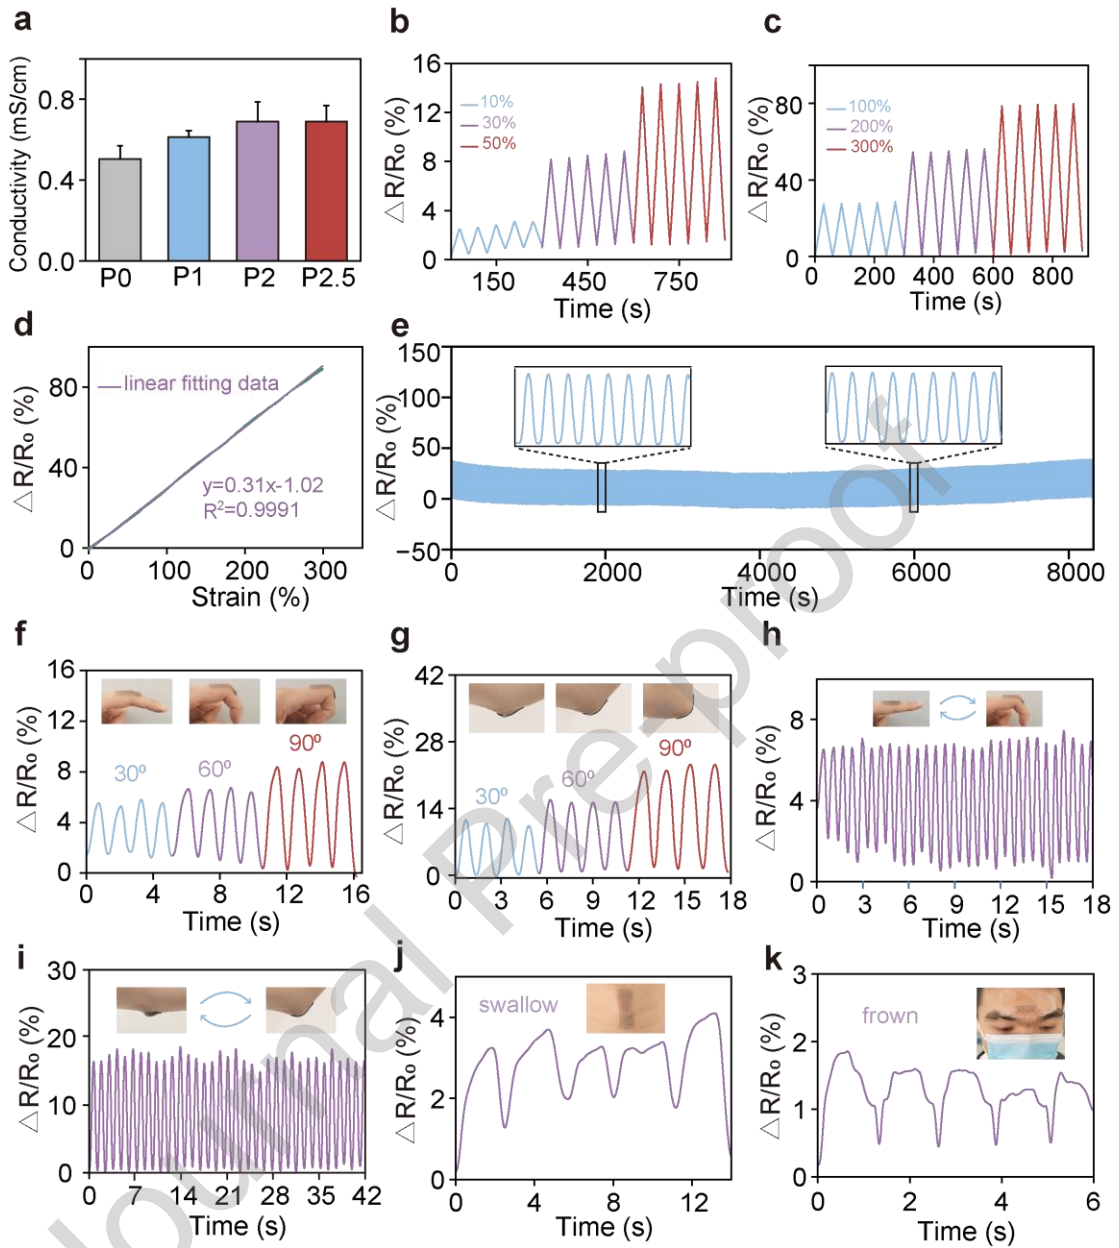 a
Conductivity (mS/cm)
0.8
0.4
0.0
P0 P1 P2 P2.5
b
△R/R₀ (%)
16
12
8
4
0
10%
30%
50%
150 450 750
Time (s)
c
△R/R₀ (%)
80
40
0
100%
200%
300%
0 200 400 600 800
Time (s)
d
△R/R₀ (%)
80
40
0
linear fitting data
y=0.31x-1.02
R²=0.9991
0 100 200 300
Strain (%)
e
△R/R₀ (%)
150
100
50
0
−50
0 2000 4000 6000 8000
Time (s)
f
△R/R₀ (%)
16
12
8
4
0
30º
60º
90º
0 4 8 12 16
Time (s)
g
△R/R₀ (%)
42
28
14
0
30º
60º
90º
0 3 6 9 12 15 18
Time (s)
h
△R/R₀ (%)
8
4
0
0 3 6 9 12 15 18
Time (s)
i
△R/R₀ (%)
30
20
10
0
0 7 14 21 28 35 42
Time (s)
j
△R/R₀ (%)
4
2
0
swallow
0 4 8 12
Time (s)
k
△R/R₀ (%)
3
2
1
0
frown
0 2 4 6
Time (s)
Journal Pre-proof